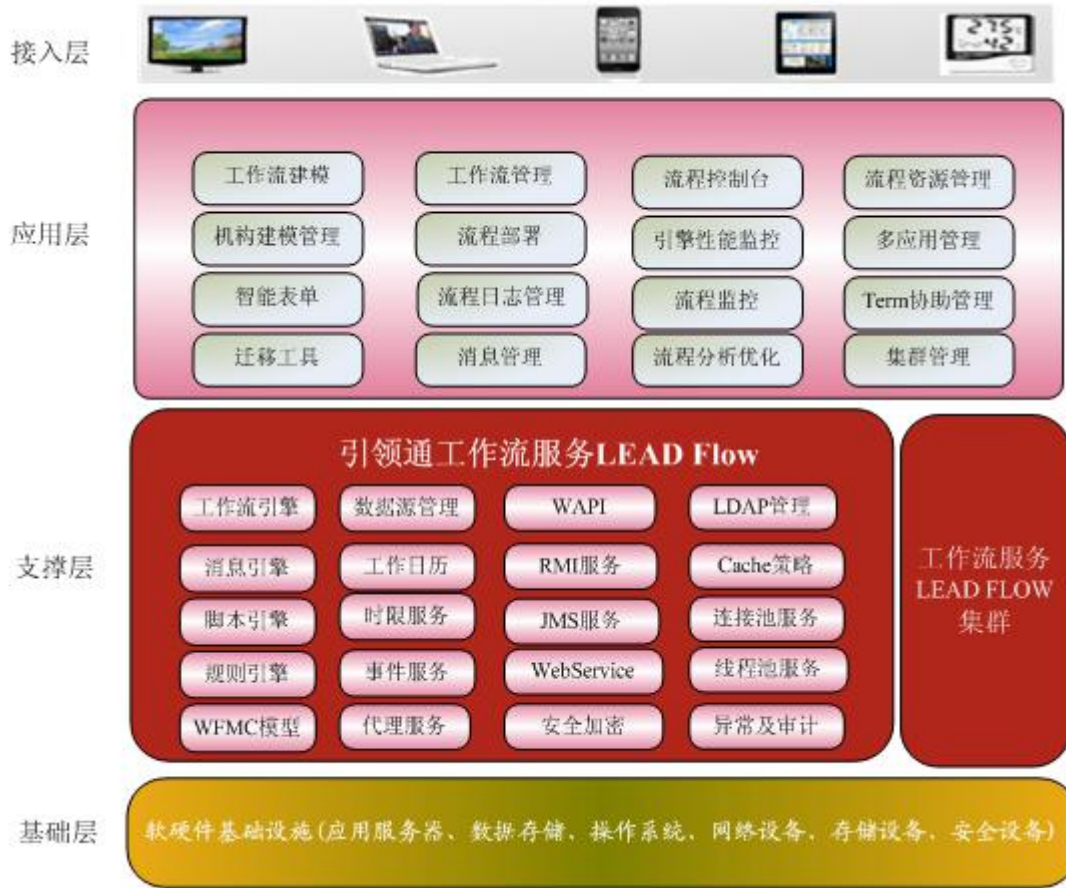 接入层
应用层
工作流建模
工作流管理
流程控制台
流程资源管理
机构建模管理
流程部署
引擎性能监控
多应用管理
智能表单
流程日志管理
流程监控
Term协助管理
迁移工具
消息管理
流程分析优化
集群管理
支撑层
引领通工作流服务LEAD Flow
工作流引擎
数据源管理
WAPI
LDAP管理
消息引擎
工作日历
RMI服务
Cache策略
脚本引擎
时限服务
JMS服务
连接池服务
规则引擎
事件服务
WebService
线程池服务
WFMC模型
代理服务
安全加密
异常及审计
工作流服务
LEAD FLOW
集群
基础层
软硬件基础设施(应用服务器、数据存储、操作系统、网络设备、存储设备、安全设备)